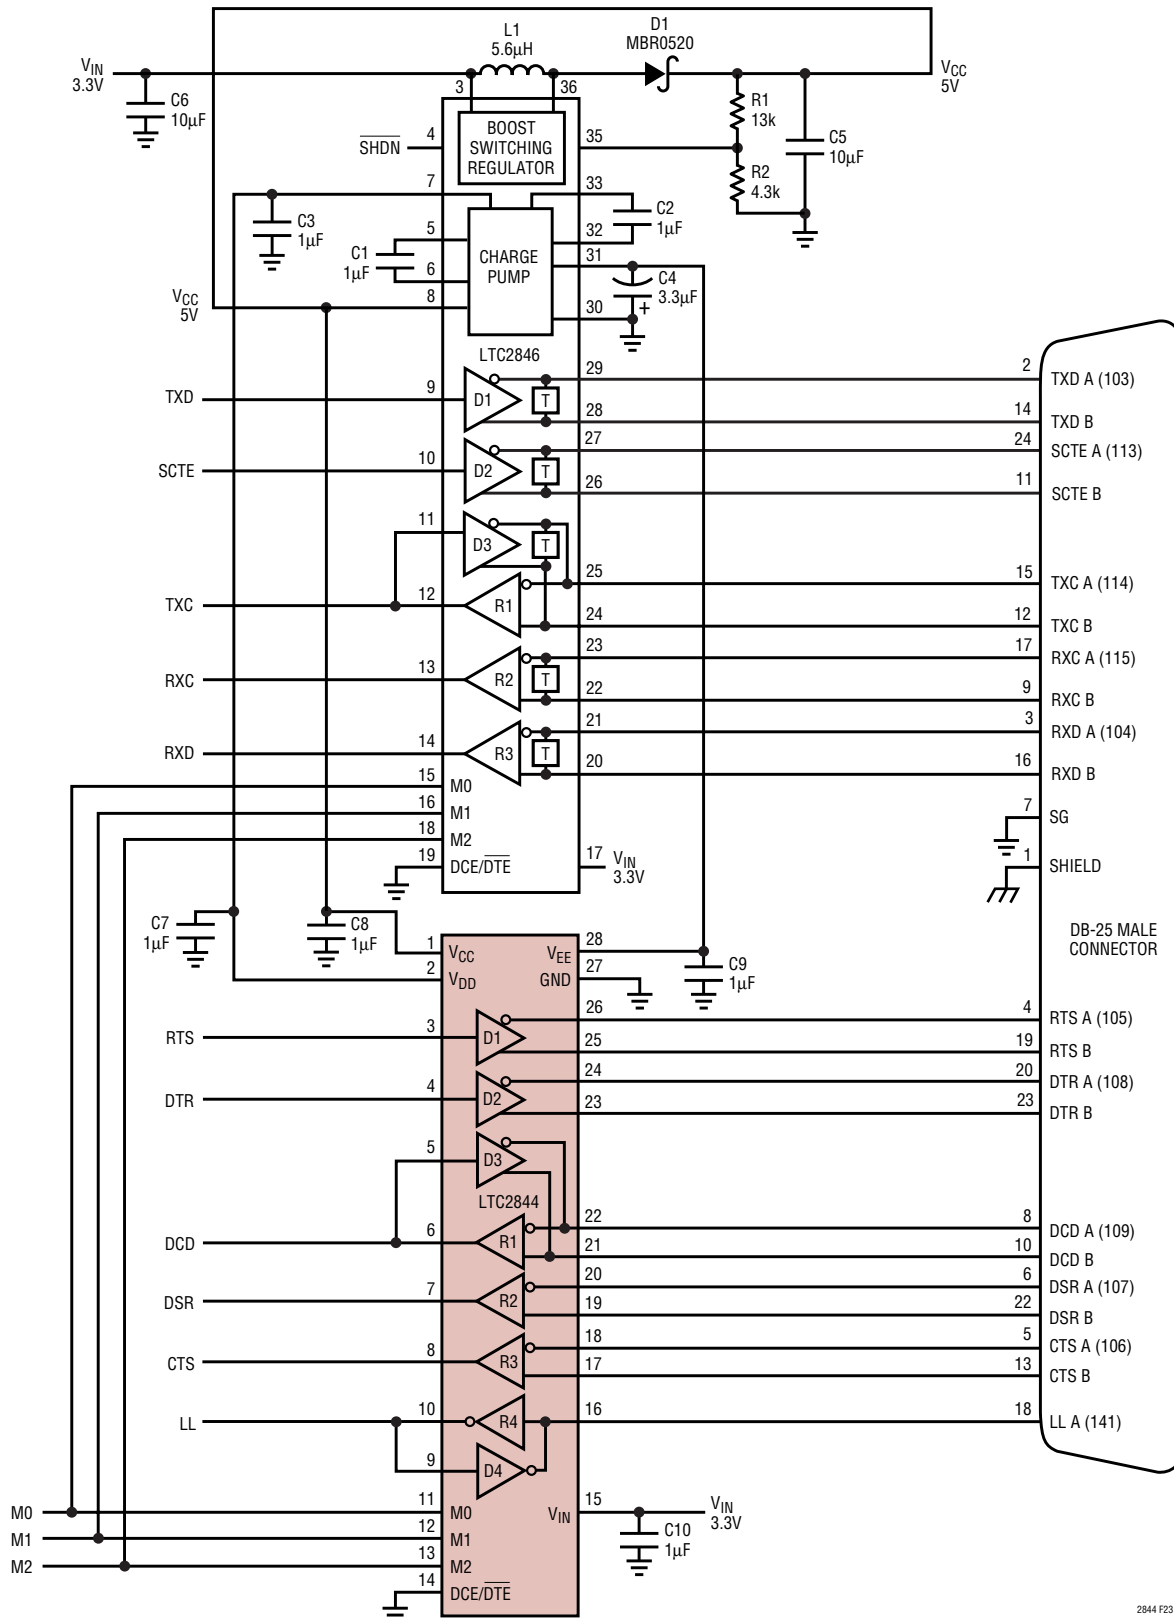 L1
5.6μH
D1
MBR0520
VIN
3.3V
VCC
5V
3
36
C6
10μF
R1
13k
C5
10μF
R2
4.3k
SHDN
4
BOOST
SWITCHING
REGULATOR
35
7
33
C3
1μF
C2
1μF
5
32
C1
1μF
CHARGE
PUMP
31
6
C4
3.3μF
+
VCC
5V
8
30
LTC2846
TXD
9
D1
T
29
2
TXD A (103)
28
14
TXD B
SCTE
10
D2
T
27
24
SCTE A (113)
26
11
SCTE B
11
D3
T
25
15
TXC A (114)
TXC
12
R1
24
12
TXC B
RXC
13
R2
T
23
17
RXC A (115)
22
9
RXC B
RXD
14
R3
T
21
3
RXD A (104)
20
16
RXD B
15
M0
16
M1
18
M2
19
DCE/DTE
17
VIN
3.3V
7
SG
1
SHIELD
DB-25 MALE
CONNECTOR
C7
1μF
C8
1μF
1
VCC
VEE
28
2
VDD
GND
27
C9
1μF
RTS
3
D1
26
4
RTS A (105)
25
19
RTS B
DTR
4
D2
24
20
DTR A (108)
23
23
DTR B
5
D3
LTC2844
DCD
6
R1
22
8
DCD A (109)
21
10
DCD B
DSR
7
R2
20
6
DSR A (107)
19
22
DSR B
CTS
8
R3
18
5
CTS A (106)
17
13
CTS B
LL
10
R4
16
18
LL A (141)
9
D4
M0
11
M0
VIN
15
VIN
3.3V
M1
12
M1
C10
1μF
M2
13
M2
14
DCE/DTE
2844 F23